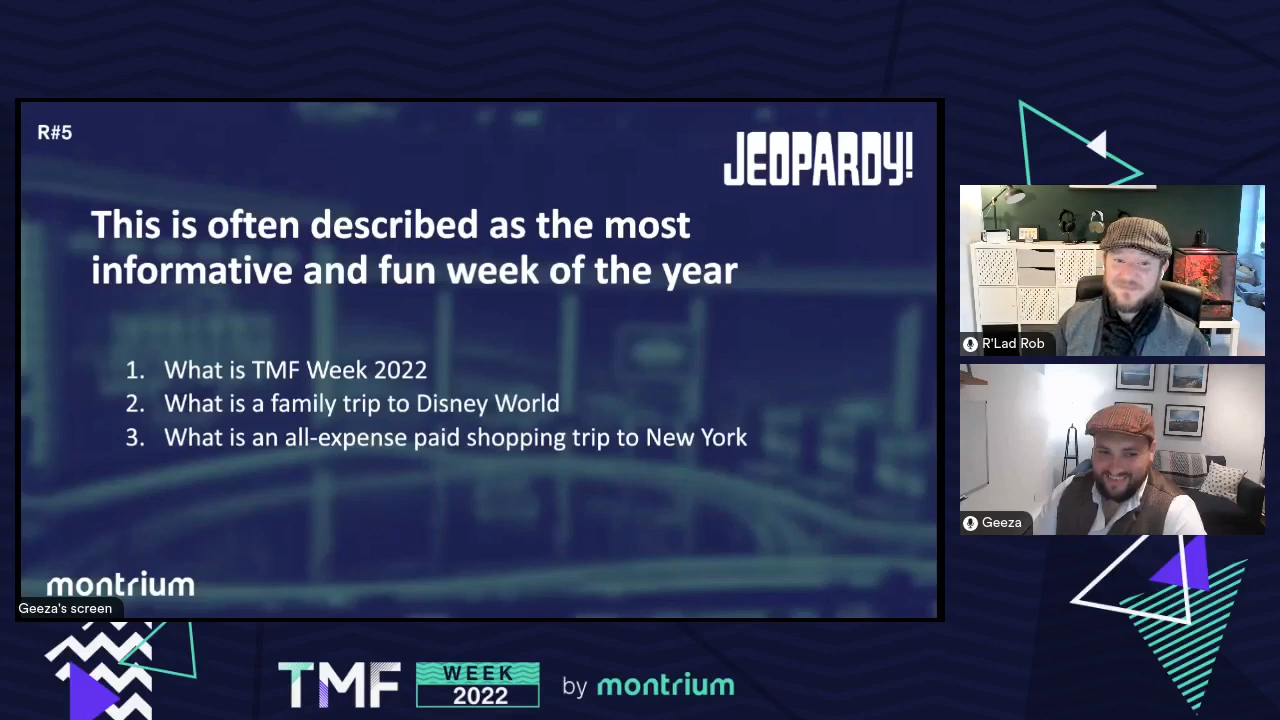 R#5
JEOPARDY!
This is often described as the most
informative and fun week of the year
1. What is TMF Week 2022
2. What is a family trip to Disney World
3. What is an all-expense paid shopping trip to New York
montrium
Geeza's screen
R'Lad Rob
Geeza
TMF WEEK 2022 by montrium